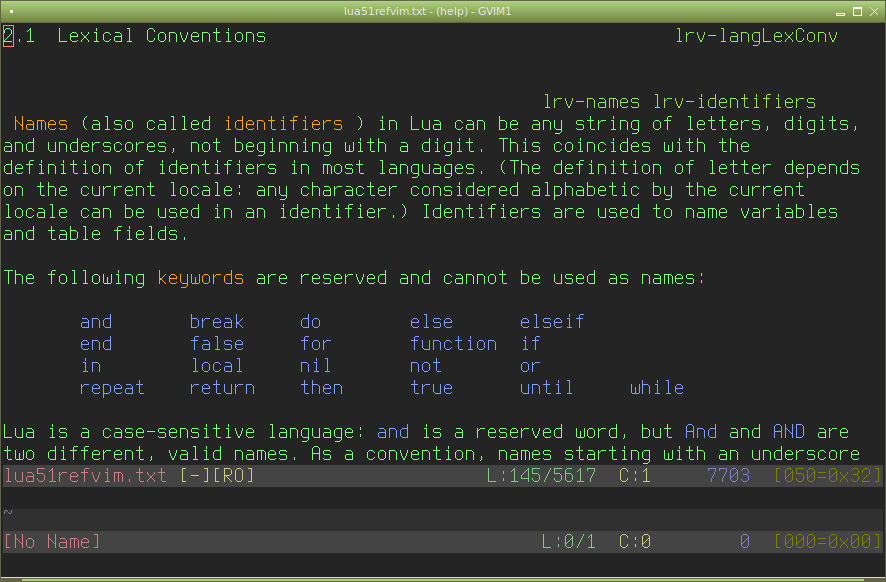 lua51refvim.txt - (help) - GVIM1
2.1  Lexical Conventions                                      lrv-langLexConv
lrv-names lrv-identifiers
Names (also called identifiers ) in Lua can be any string of letters, digits,
and underscores, not beginning with a digit. This coincides with the
definition of identifiers in most languages. (The definition of letter depends
on the current locale: any character considered alphabetic by the current
locale can be used in an identifier.) Identifiers are used to name variables
and table fields.
The following keywords are reserved and cannot be used as names:
and       break     do        else      elseif
end       false     for       function  if
in        local     nil       not       or
repeat    return    then      true      until     while
Lua is a case-sensitive language: and is a reserved word, but And and AND are
two different, valid names. As a convention, names starting with an underscore
lua51refvim.txt [-][RO]                     L:145/5617  C:1     7703  [050=0x32]
~
[No Name]                                        L:0/1  C:0        0  [000=0x00]